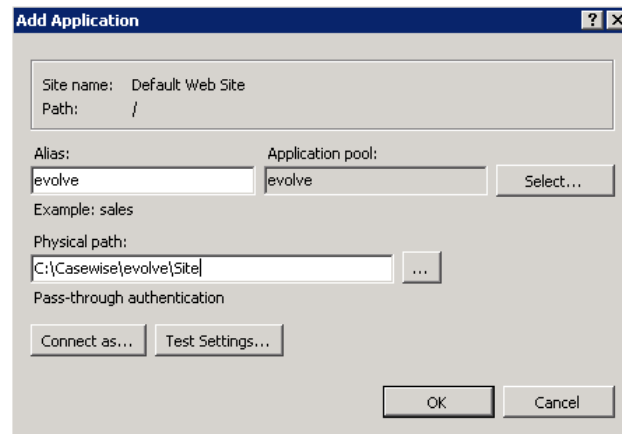 Add Application
Site name: Default Web Site
Path: /
Alias: Application pool:
evolve evolve Select...
Example: sales
Physical path:
C:\Casewise\evolve\Site
...
Pass-through authentication
Connect as... Test Settings...
OK Cancel